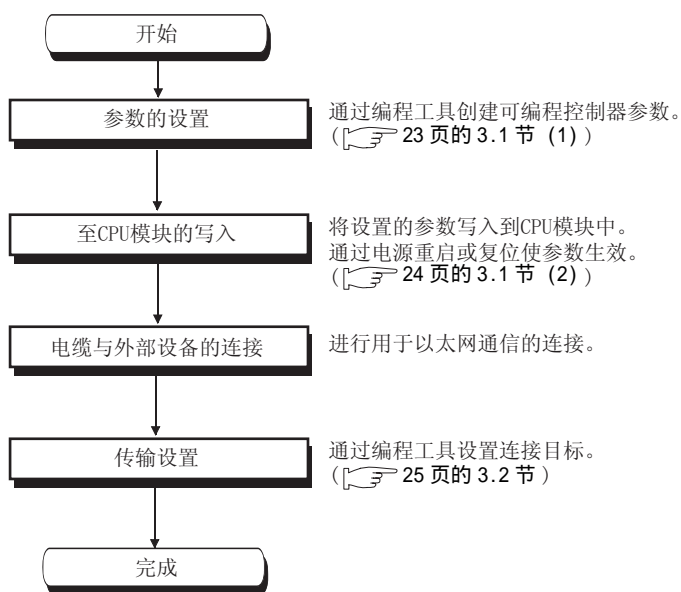 开始
参数的设置
通过编程工具创建可编程控制器参数。
(23 页的 3.1 节 (1))
至CPU模块的写入
将设置的参数写入到CPU模块中。
通过电源重启或复位使参数生效。
(24 页的 3.1 节 (2))
电缆与外部设备的连接
进行用于以太网通信的连接。
传输设置
通过编程工具设置连接目标。
(25 页的 3.2 节)
完成